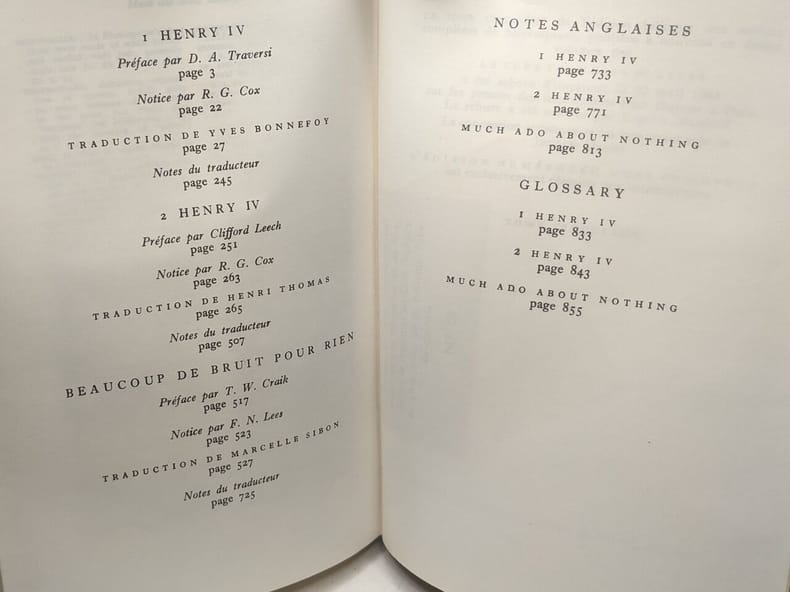 1 HENRY IV
Préface par D. A. Traversi
page 3
Notice par R. G. Cox
page 22
TRADUCTION DE YVES BONNEFOY
page 27
Notes du traducteur
page 245
2 HENRY IV
Préface par Clifford Leech
page 251
Notice par R. G. Cox
page 263
TRADUCTION DE HENRI THOMAS
page 265
Notes du traducteur
page 507
BEAUCOUP DE BRUIT POUR RIEN
Préface par T. W. Craik
page 517
Notice par F. N. Lees
page 523
TRADUCTION DE MARCELLE SIBON
page 527
Notes du traducteur
page 725
NOTES ANGLAISES
1 HENRY IV
page 733
2 HENRY IV
page 771
MUCH ADO ABOUT NOTHING
page 813
GLOSSARY
1 HENRY IV
page 833
2 HENRY IV
page 843
MUCH ADO ABOUT NOTHING
page 855